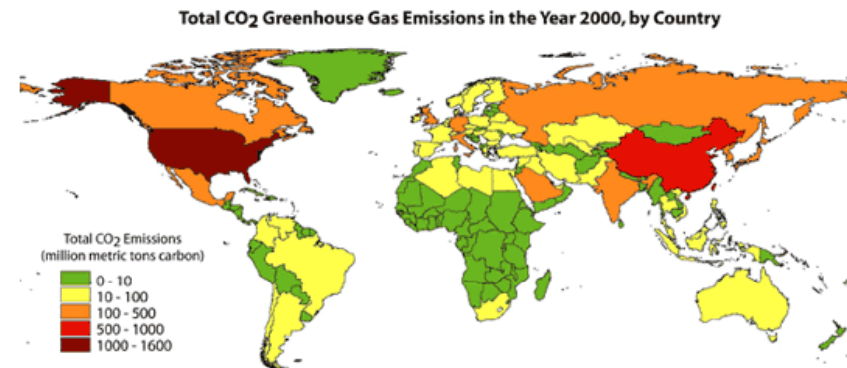 Total CO2 Greenhouse Gas Emissions in the Year 2000, by Country
Total CO2 Emissions
(million metric tons carbon)
0 - 10
10 - 100
100 - 500
500 - 1000
1000 - 1600